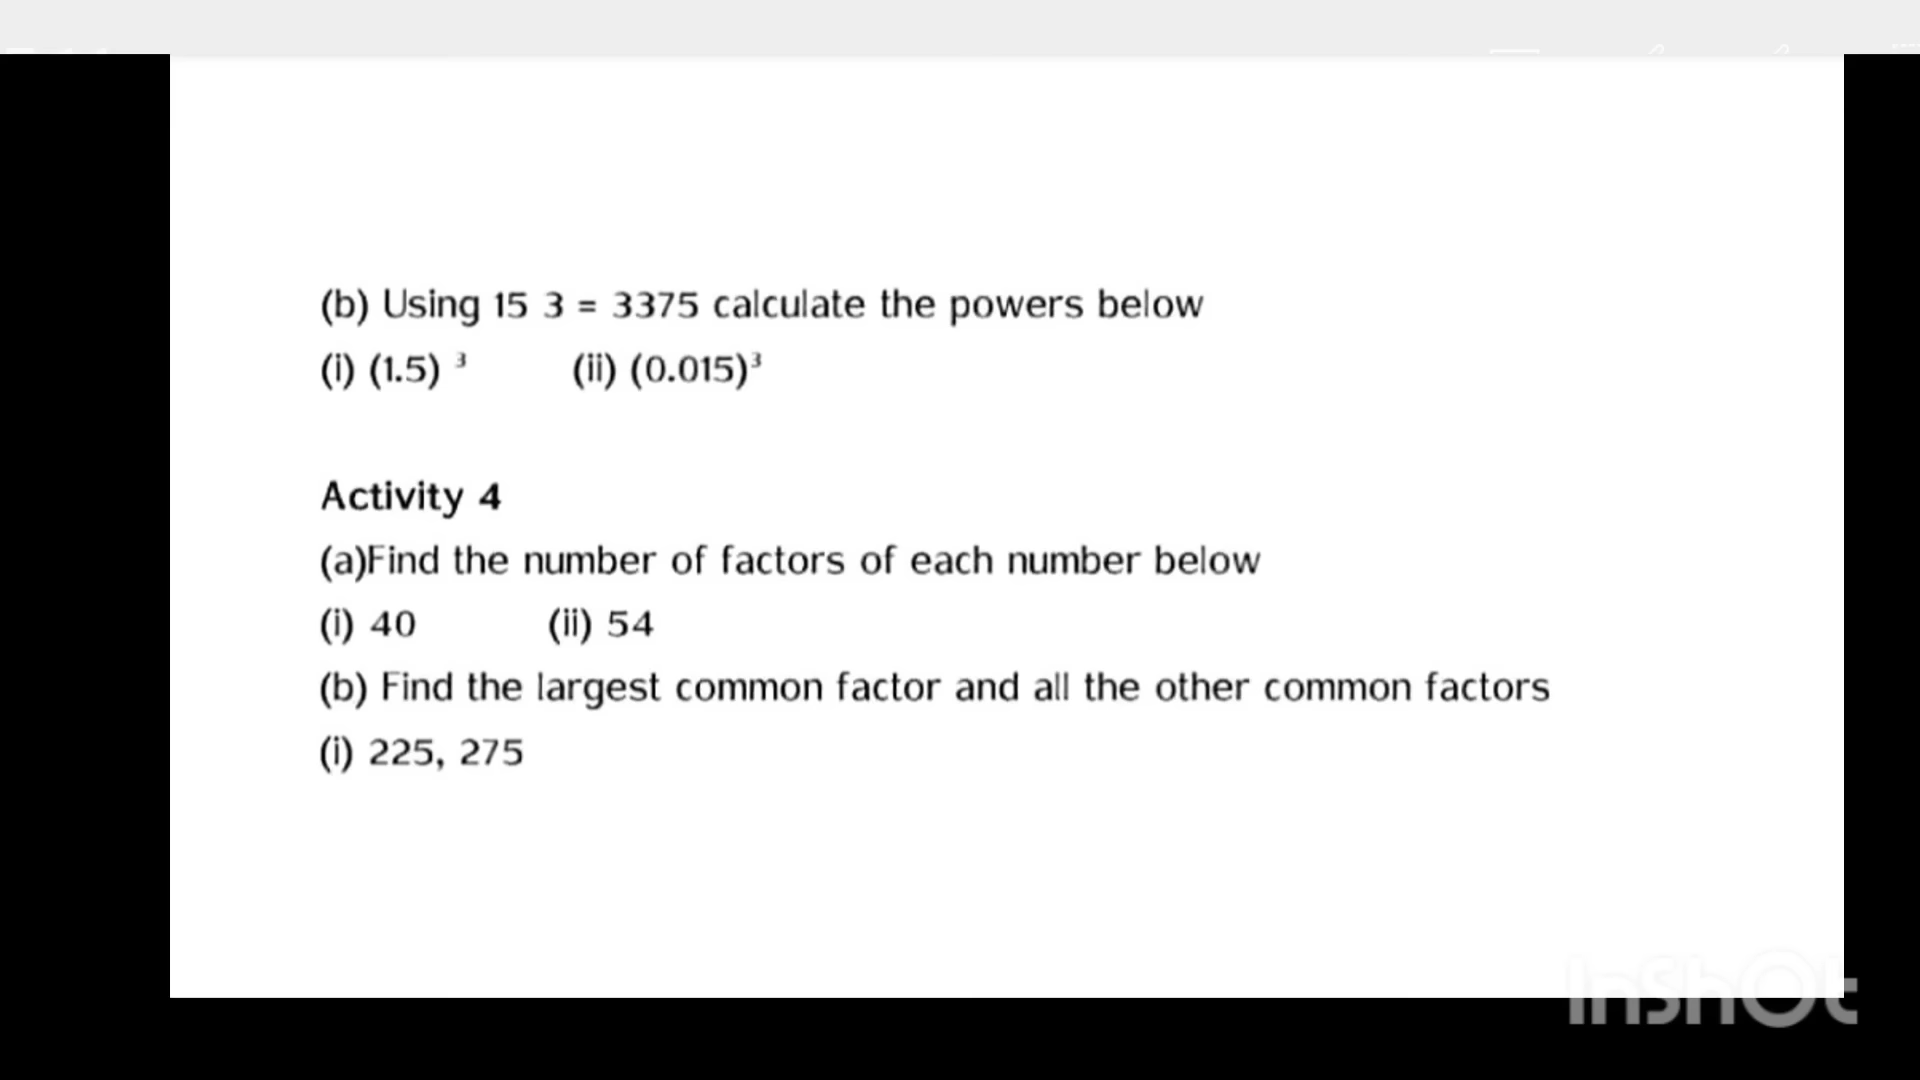 (b) Using 15 3 = 3375 calculate the powers below
(i) (1.5) ³ (ii) (0.015)³
Activity 4
(a)Find the number of factors of each number below
(i) 40 (ii) 54
(b) Find the largest common factor and all the other common factors
(i) 225, 275
InShOt